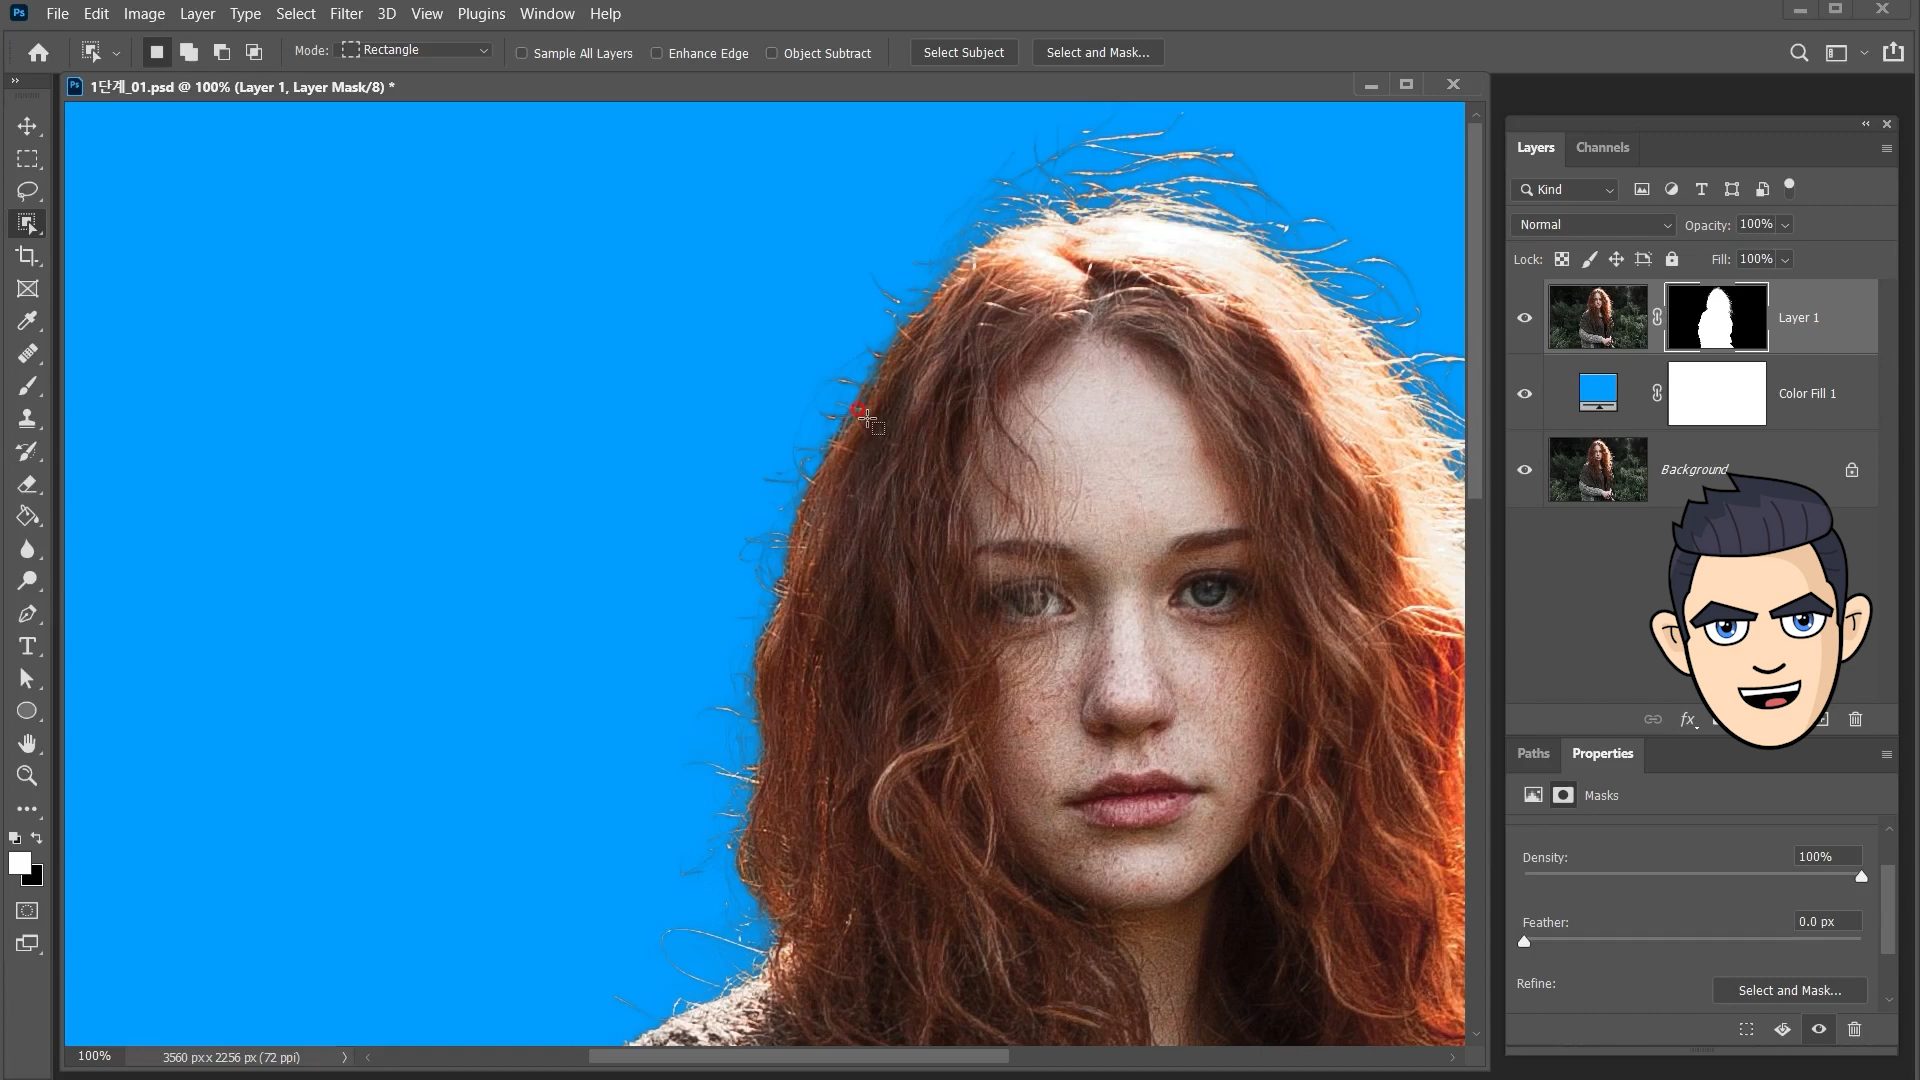 Ps File Edit Image Layer Type Select Filter 3D View Plugins Window Help
Mode: Rectangle Sample All Layers Enhance Edge Object Subtract Select Subject Select and Mask...
Ps 1단계_01.psd @ 100% (Layer 1, Layer Mask/8) *
Layers Channels
Kind
Normal Opacity: 100%
Lock: Fill: 100%
Layer 1
Color Fill 1
Background
fx
Paths Properties
Masks
Density: 100%
Feather: 0.0 px
Refine: Select and Mask...
100% 3560 px x 2256 px (72 ppi)